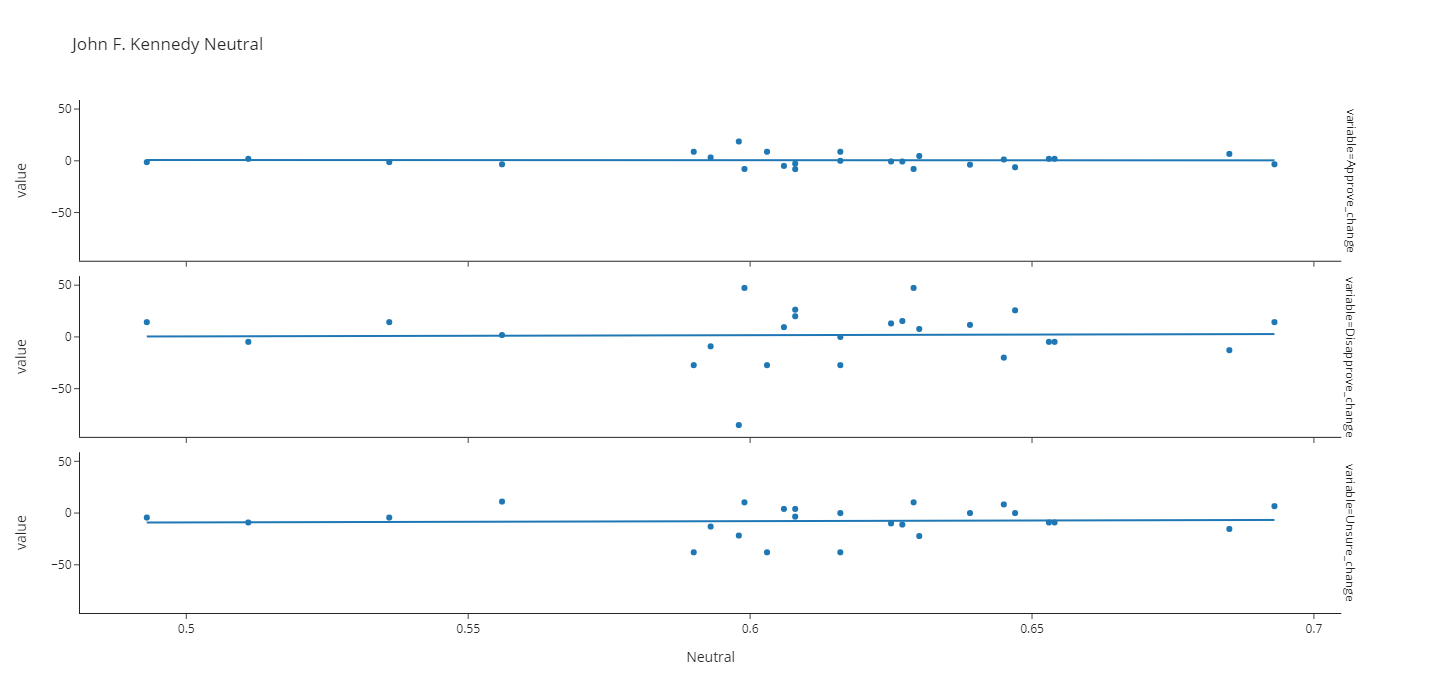 John F. Kennedy Neutral
50
0
−50
value
variable=Approve_change
50
0
−50
value
variable=Disapprove_change
50
0
−50
value
variable=Unsure_change
0.5
0.55
0.6
0.65
0.7
Neutral